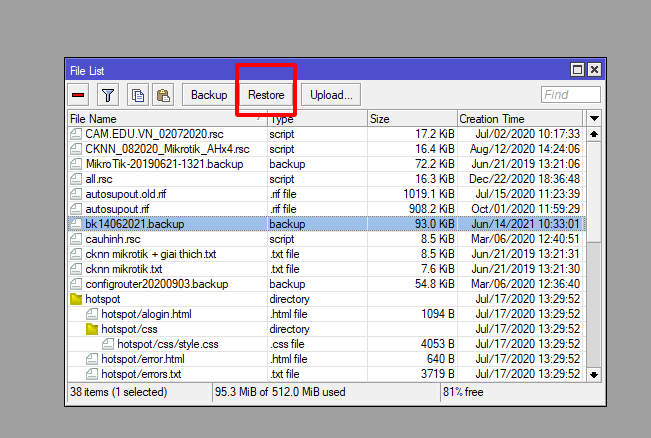 File List
Backup Restore Upload... Find
File Name Type Size Creation Time
CAM.EDU.VN_02072020.rsc script 17.2 KiB Jul/02/2020 10:17:33
CKNN_082020_Mikrotik_AHx4.rsc script 16.4 KiB Aug/12/2020 14:24:06
MikroTik-20190621-1321.backup backup 72.2 KiB Jun/21/2019 13:21:06
all.rsc script 16.3 KiB Dec/22/2020 18:36:48
autosupout.old.rif .rif file 1019.1 KiB Jul/15/2020 11:23:39
autosupout.rif .rif file 908.2 KiB Oct/01/2020 11:59:29
bk14062021.backup backup 93.0 KiB Jun/14/2021 10:33:01
cauhinh.rsc script 8.5 KiB Mar/06/2020 12:40:51
cknn mikrotik + giai thich.txt .txt file 8.5 KiB Jun/21/2019 13:21:31
cknn mikrotik.txt .txt file 7.6 KiB Jun/21/2019 13:21:30
configrouter20200903.backup backup 54.8 KiB Mar/06/2020 12:36:40
hotspot directory Jul/17/2020 13:29:52
hotspot/alogin.html .html file 1094 B Jul/17/2020 13:29:52
hotspot/css directory Jul/17/2020 13:29:52
hotspot/css/style.css .css file 4053 B Jul/17/2020 13:29:52
hotspot/error.html .html file 640 B Jul/17/2020 13:29:52
hotspot/errors.txt .txt file 3719 B Jul/17/2020 13:29:52
38 items (1 selected) 95.3 MiB of 512.0 MiB used 81% free